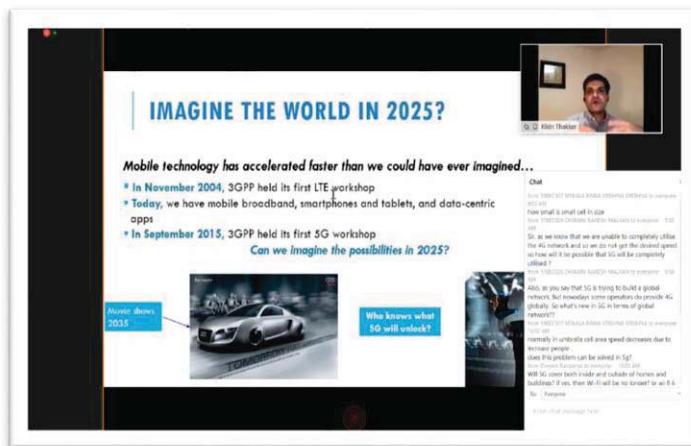 IMAGINE THE WORLD IN 2025?
Mobile technology has accelerated faster than we could have ever imagined...
In November 2004, 3GPP held its first LTE workshop
Today, we have mobile broadband, smartphones and tablets, and data-centric
apps
In September 2015, 3GPP held its first 5G workshop
Can we imagine the possibilities in 2025?
Movie shows
2035
TOMORROW
Who knows what
5G will unlock?
Thakkar
Chat
how small is small cell in size
Sir, as we know that we are unable to completely utilise
the 4G network and so we do not get the desired speed
so how will it be possible that 5G will be completely
utilised ?
Also, as you say that 5G is trying to build a global
network. But nowadays some operators do provide 4G
globally. So what's new in 5G in terms of global
network??
normally in umbrella cell area speed decreases due to
increase people .
does this problem can be solved in 5g?
Will 5G cover both inside and outside of homes and
buildings? if yes, then Wi-Fi will be no longer? or wi fi 6
To: Everyone